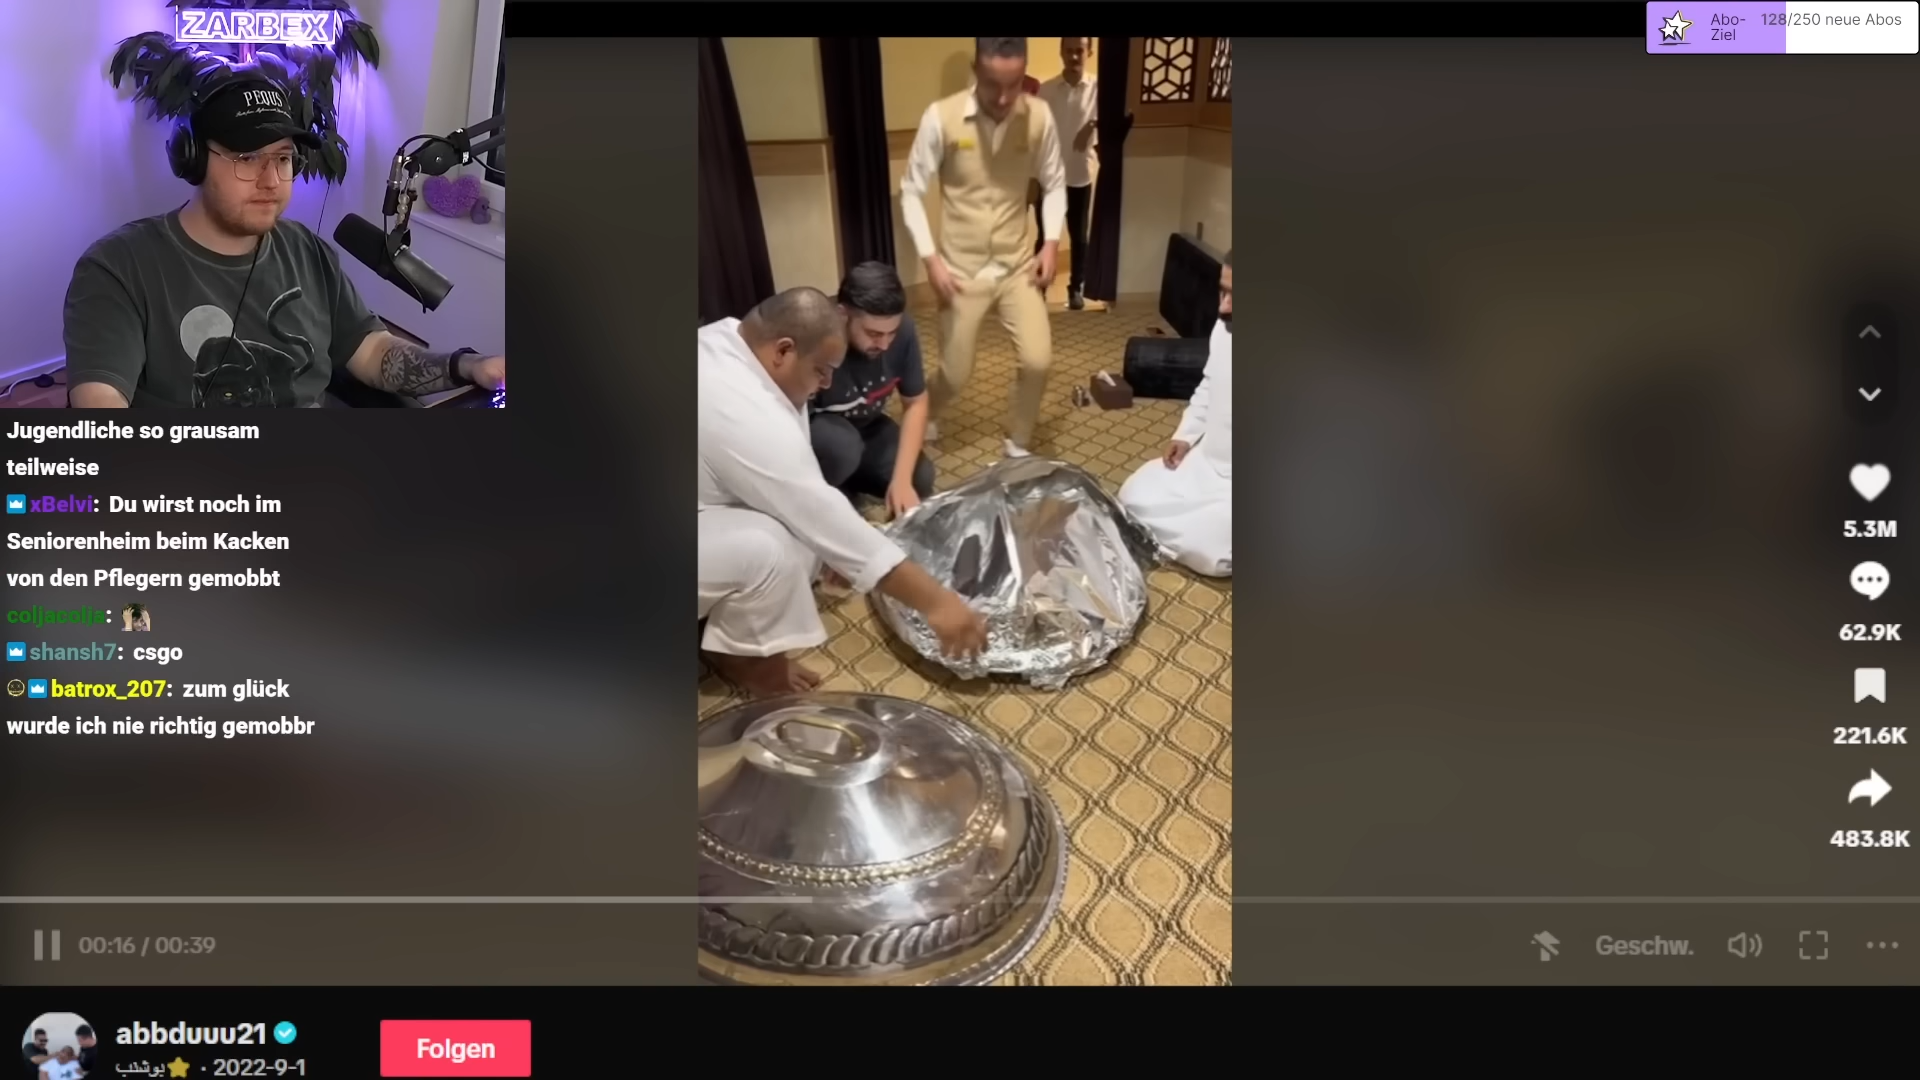 ZARBEX
PEQUS
Abo-Ziel
128/250 neue Abos
Jugendliche so grausam
teilweise
xBelvi: Du wirst noch im
Seniorenheim beim Kacken
von den Pflegern gemobbt
coljacolja:
shansh7: csgo
batrox_207: zum glück
wurde ich nie richtig gemobbr
5.3M
62.9K
221.6K
483.8K
00:16 / 00:39
Geschw.
abbduuu21
بوشنب · 2022-9-1
Folgen